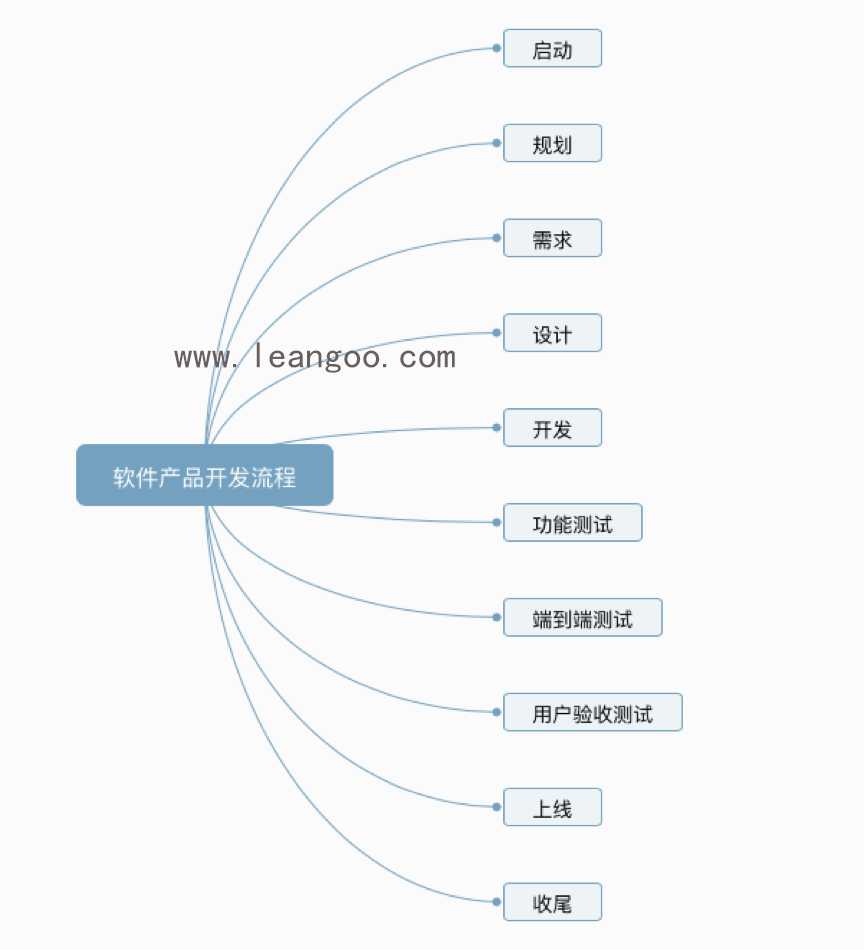 启动
规划
需求
设计
www.leangoo.com
开发
软件产品开发流程
功能测试
端到端测试
用户验收测试
上线
收尾